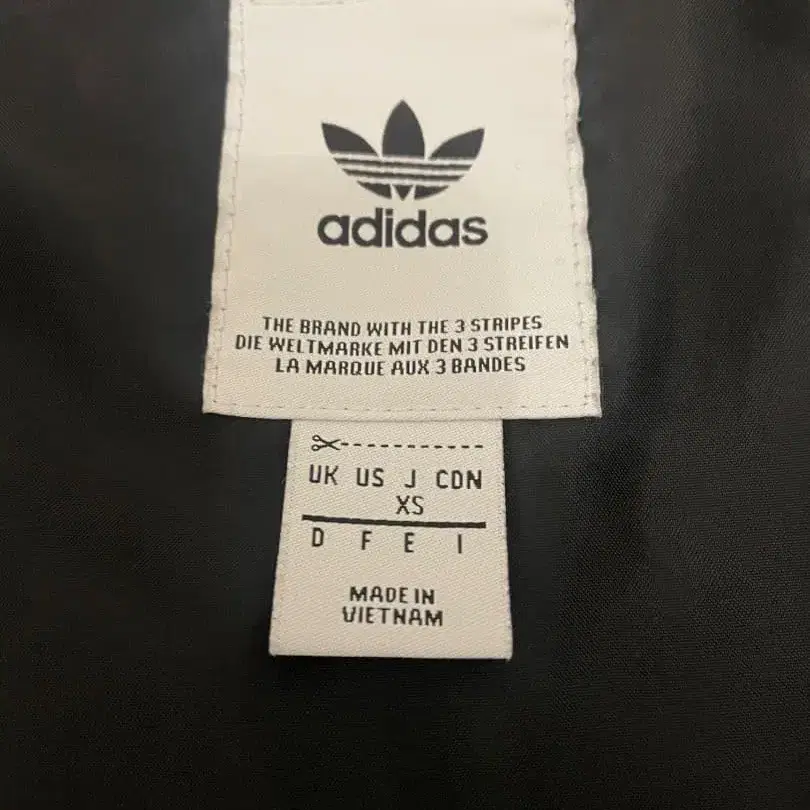 adidas
THE BRAND WITH THE 3 STRIPES
DIE WELTMARKE MIT DEN 3 STREIFEN
LA MARQUE AUX 3 BANDES
UK US J CDN
XS
D F E I
MADE IN
VIETNAM